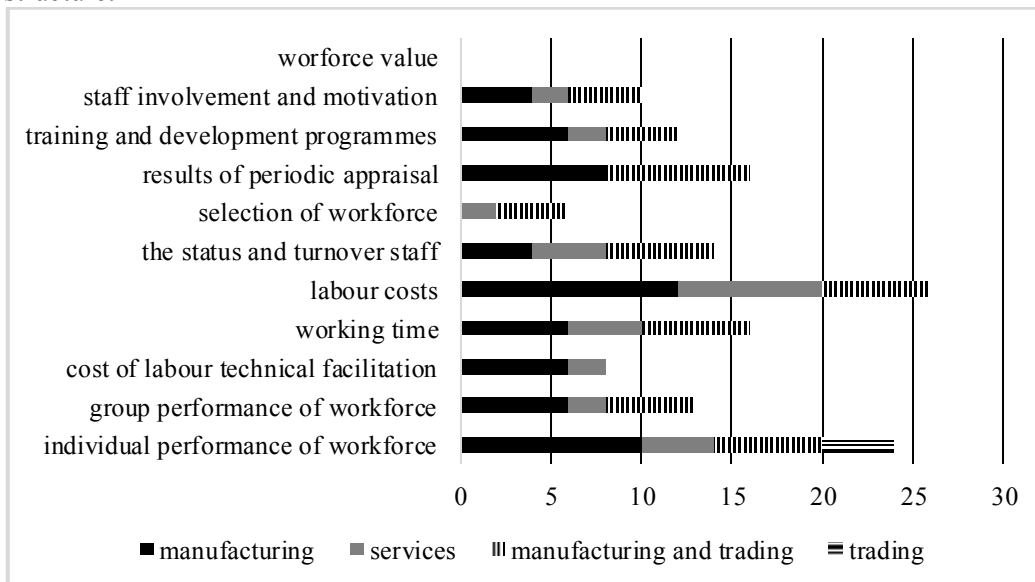 structure.
worforce value
staff involvement and motivation
training and development programmes
results of periodic appraisal
selection of workforce
the status and turnover staff
labour costs
working time
cost of labour technical facilitation
group performance of workforce
individual performance of workforce
0 5 10 15 20 25 30
manufacturing services manufacturing and trading trading